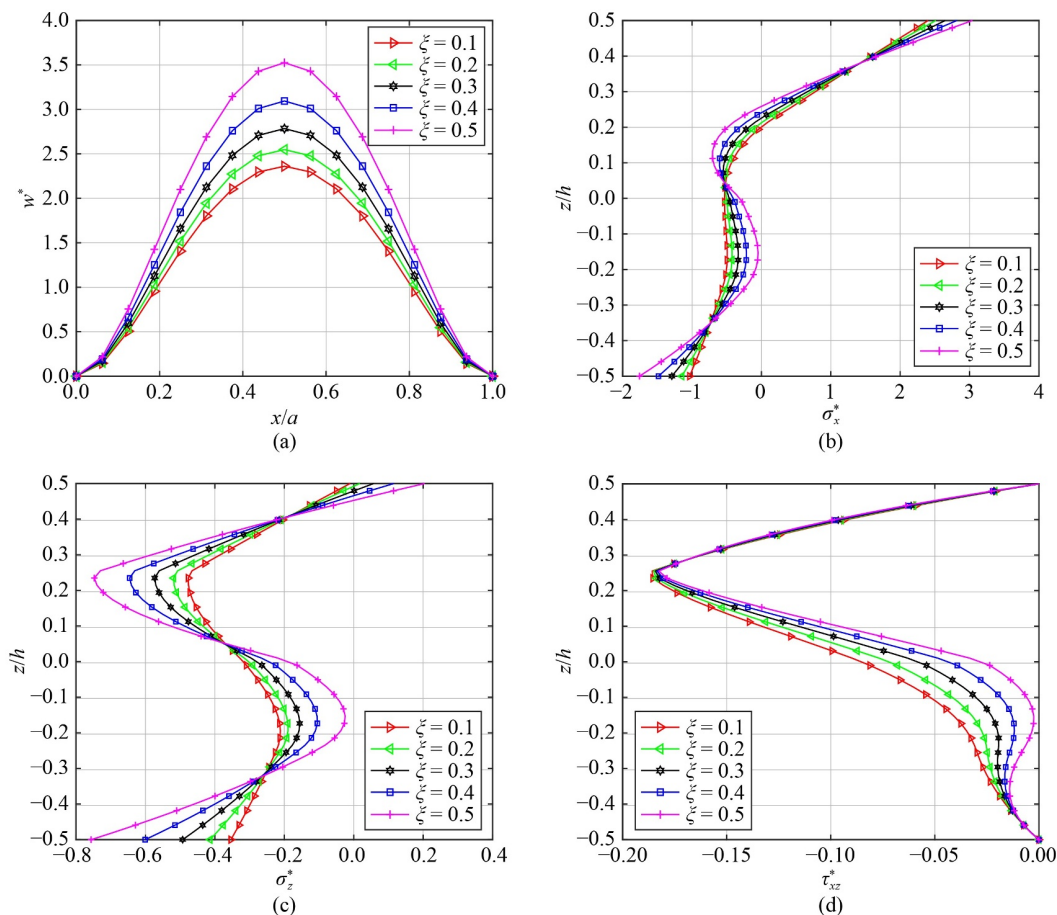 4.0
3.5
3.0
2.5
2.0
1.5
1.0
0.5
0.0
w*
0.0 0.2 0.4 0.6 0.8 1.0
x/a
ξ = 0.1
ξ = 0.2
ξ = 0.3
ξ = 0.4
ξ = 0.5
(a)
0.5
0.4
0.3
0.2
0.1
0.0
−0.1
−0.2
−0.3
−0.4
−0.5
z/h
−2 −1 0 1 2 3 4
σ*x
ξ = 0.1
ξ = 0.2
ξ = 0.3
ξ = 0.4
ξ = 0.5
(b)
0.5
0.4
0.3
0.2
0.1
0.0
−0.1
−0.2
−0.3
−0.4
−0.5
z/h
−0.8 −0.6 −0.4 −0.2 0.0 0.2 0.4
σ*z
ξ = 0.1
ξ = 0.2
ξ = 0.3
ξ = 0.4
ξ = 0.5
(c)
0.5
0.4
0.3
0.2
0.1
0.0
−0.1
−0.2
−0.3
−0.4
−0.5
z/h
−0.20 −0.15 −0.10 −0.05 0.00
τ*xz
ξ = 0.1
ξ = 0.2
ξ = 0.3
ξ = 0.4
ξ = 0.5
(d)